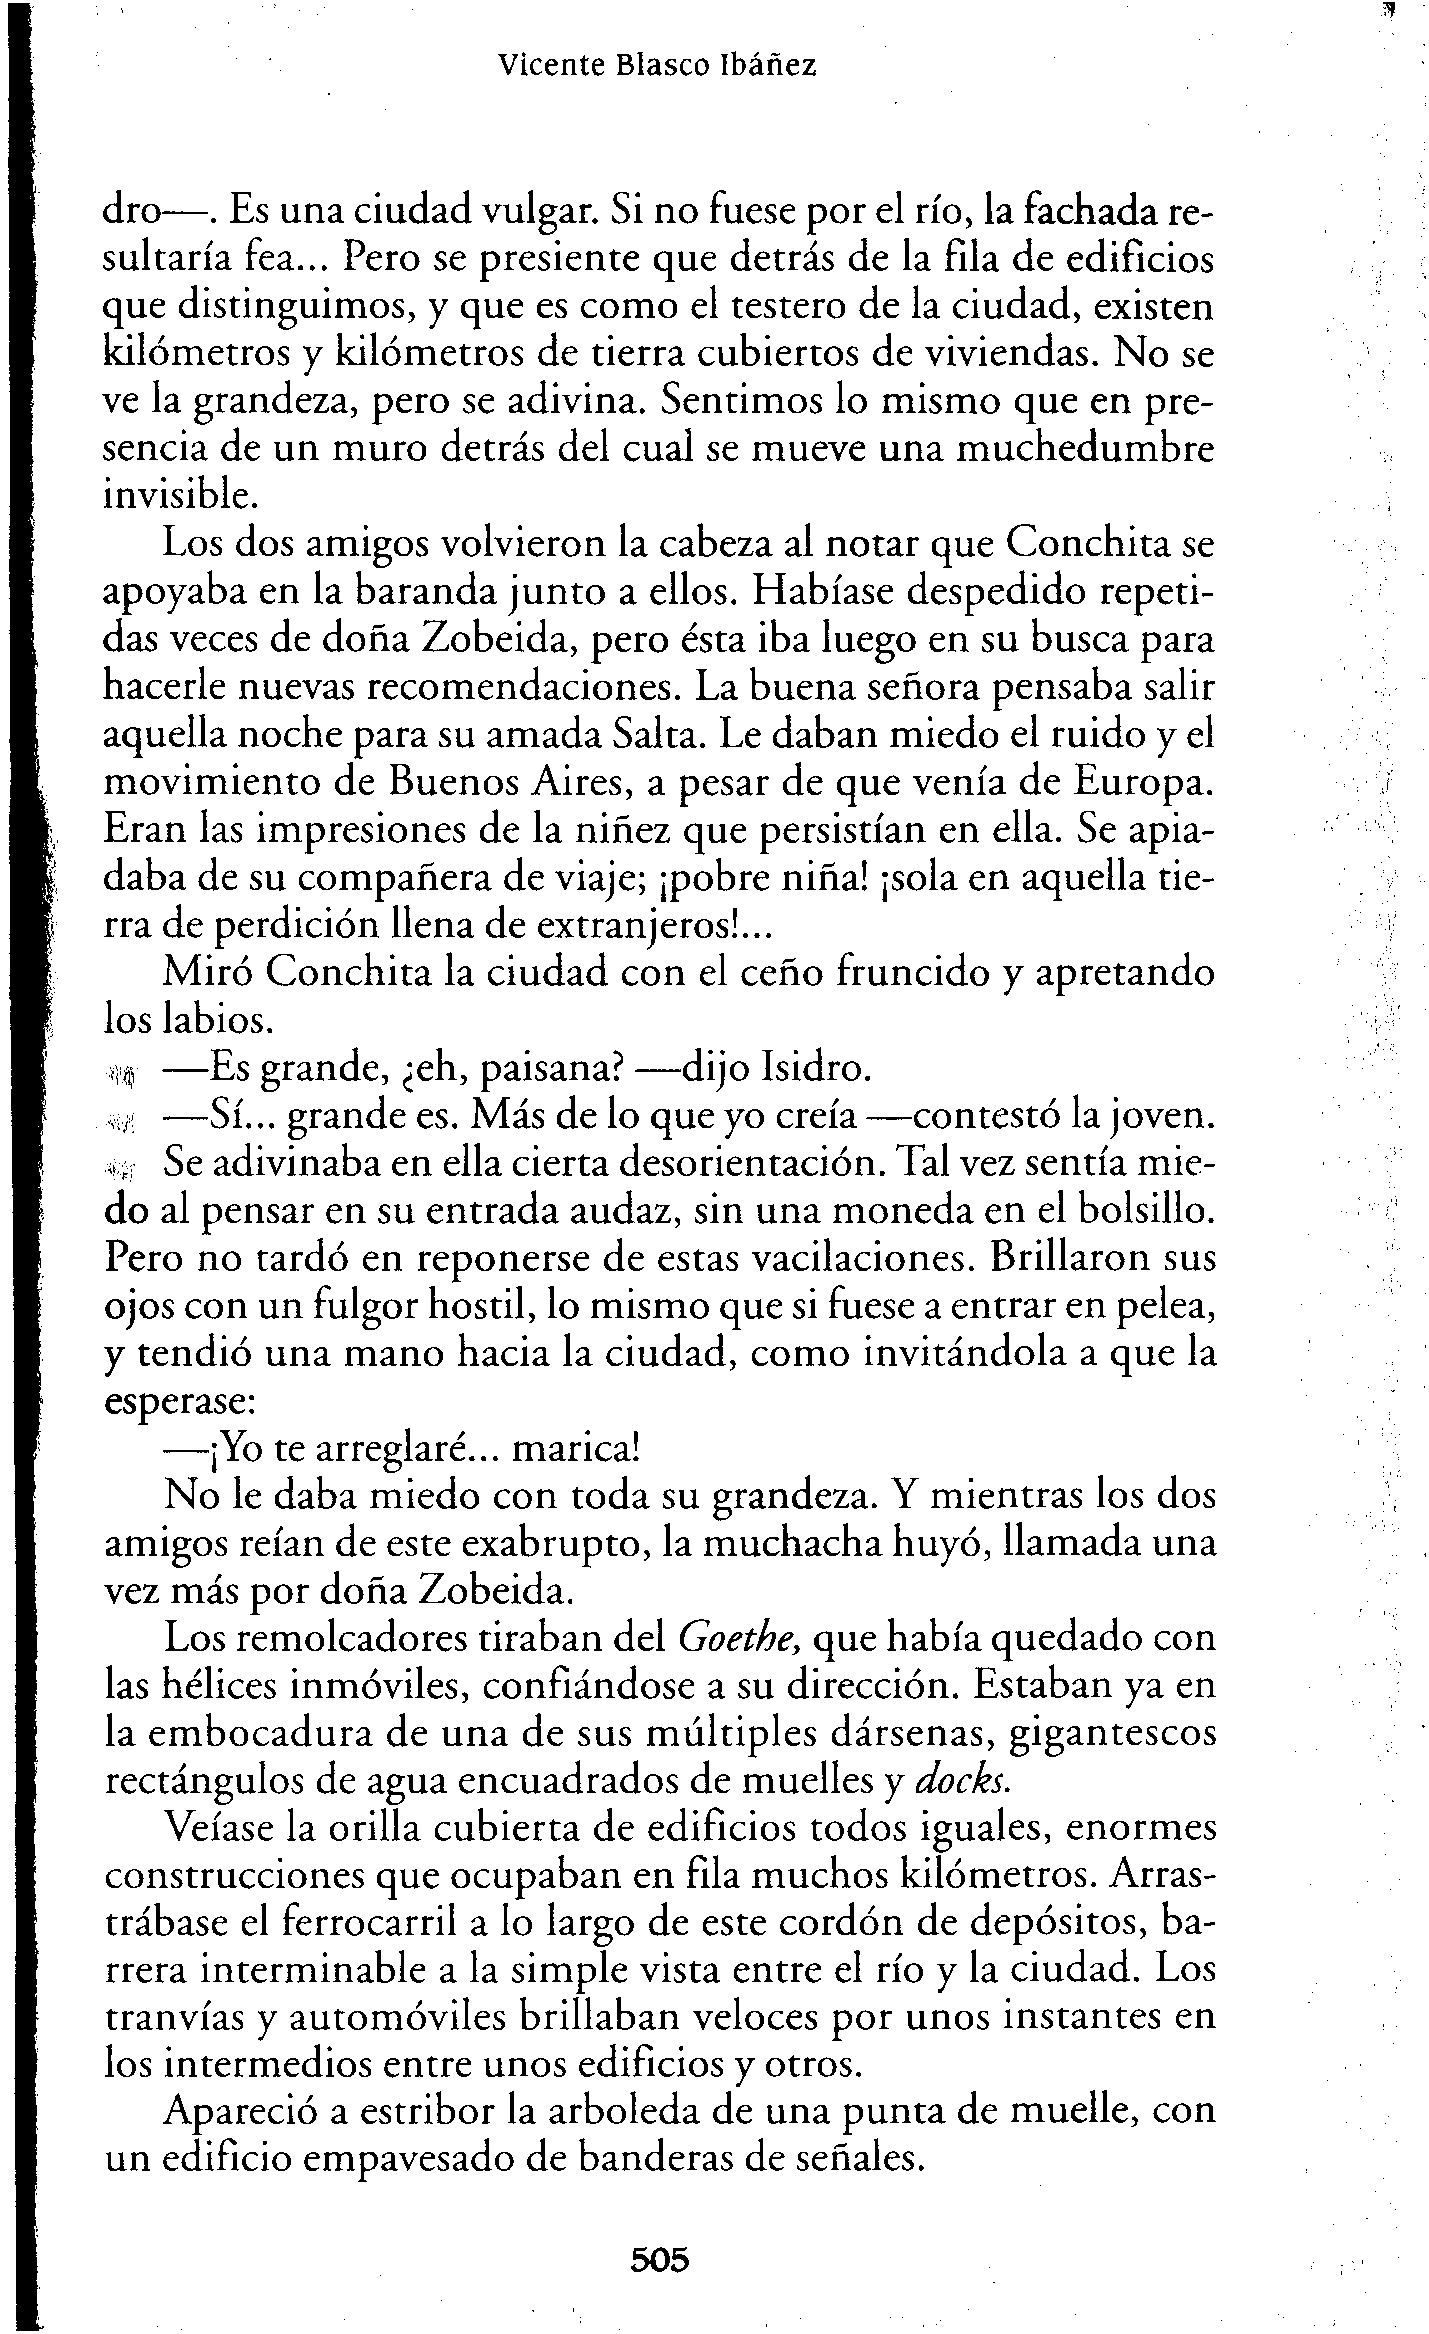 Vicente Blasco Ibáñez
dro—. Es una ciudad vulgar. Si no fuese por el río, la fachada re-
sultaría fea... Pero se presiente que detrás de la fila de edificios
que distinguimos, y que es como el testero de la ciudad, existen
kilómetros y kilómetros de tierra cubiertos de viviendas. No se
ve la grandeza, pero se adivina. Sentimos lo mismo que en pre-
sencia de un muro detrás del cual se mueve una muchedumbre
invisible.
Los dos amigos volvieron la cabeza al notar que Conchita se
apoyaba en la baranda junto a ellos. Habíase despedido repeti-
das veces de doña Zobeida, pero ésta iba luego en su busca para
hacerle nuevas recomendaciones. La buena señora pensaba salir
aquella noche para su amada Salta. Le daban miedo el ruido y el
movimiento de Buenos Aires, a pesar de que venía de Europa.
Eran las impresiones de la niñez que persistían en ella. Se apia-
daba de su compañera de viaje; ¡pobre niña! ¡sola en aquella tie-
rra de perdición llena de extranjeros!...
Miró Conchita la ciudad con el ceño fruncido y apretando
los labios.
—Es grande, ¿eh, paisana? —dijo Isidro.
—Sí... grande es. Más de lo que yo creía —contestó la joven.
Se adivinaba en ella cierta desorientación. Tal vez sentía mie-
do al pensar en su entrada audaz, sin una moneda en el bolsillo.
Pero no tardó en reponerse de estas vacilaciones. Brillaron sus
ojos con un fulgor hostil, lo mismo que si fuese a entrar en pelea,
y tendió una mano hacia la ciudad, como invitándola a que la
esperase:
—¡Yo te arreglaré... marica!
No le daba miedo con toda su grandeza. Y mientras los dos
amigos reían de este exabrupto, la muchacha huyó, llamada una
vez más por doña Zobeida.
Los remolcadores tiraban del Goethe, que había quedado con
las hélices inmóviles, confiándose a su dirección. Estaban ya en
la embocadura de una de sus múltiples dársenas, gigantescos
rectángulos de agua encuadrados de muelles y docks.
Veíase la orilla cubierta de edificios todos iguales, enormes
construcciones que ocupaban en fila muchos kilómetros. Arras-
trábase el ferrocarril a lo largo de este cordón de depósitos, ba-
rrera interminable a la simple vista entre el río y la ciudad. Los
tranvías y automóviles brillaban veloces por unos instantes en
los intermedios entre unos edificios y otros.
Apareció a estribor la arboleda de una punta de muelle, con
un edificio empavesado de banderas de señales.
505